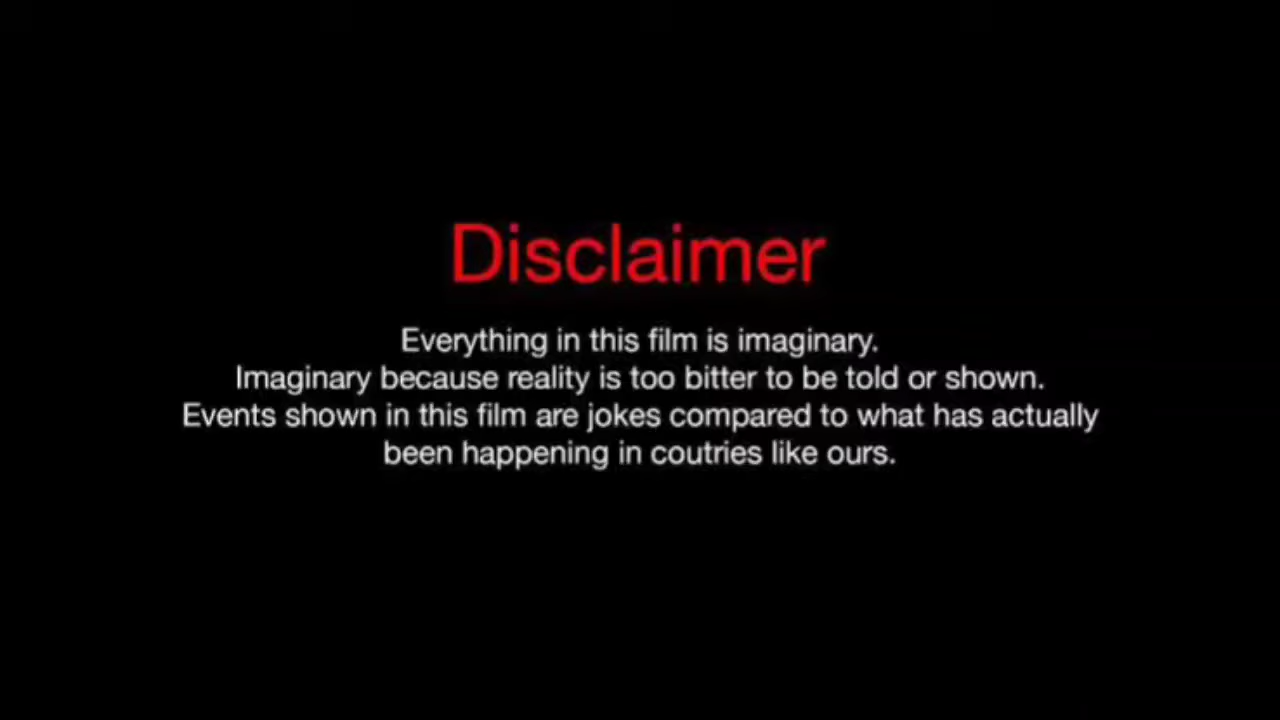 Disclaimer
Everything in this film is imaginary.
Imaginary because reality is too bitter to be told or shown.
Events shown in this film are jokes compared to what has actually
been happening in coutries like ours.